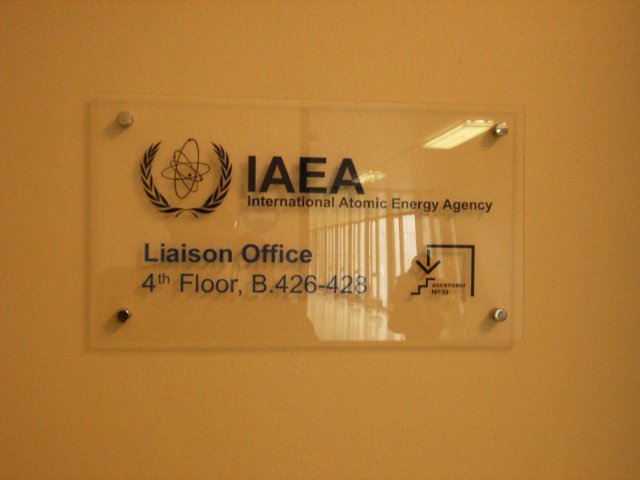 IAEA
International Atomic Energy Agency
Liaison Office
4th Floor, B.426-428
ascenseur
No19